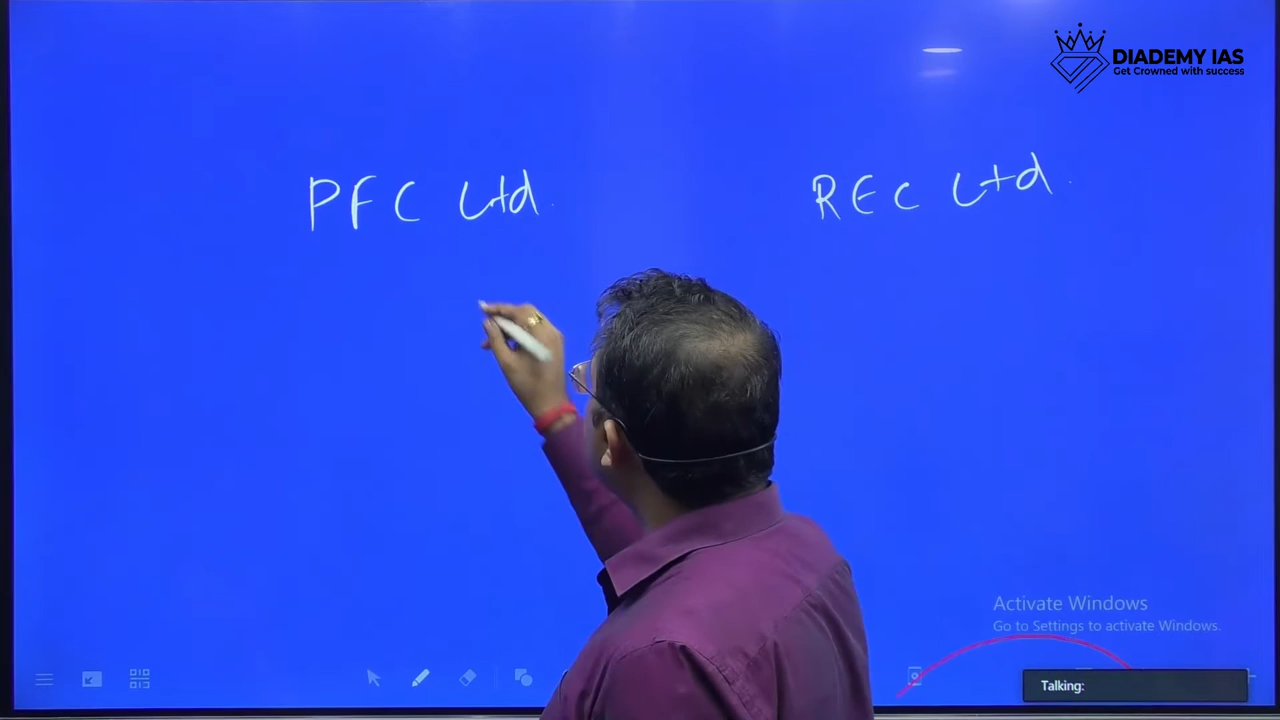 DIADEMY IAS
Get Crowned with success
PFC Ltd.
REC Ltd.
Activate Windows
Go to Settings to activate Windows.
Talking: